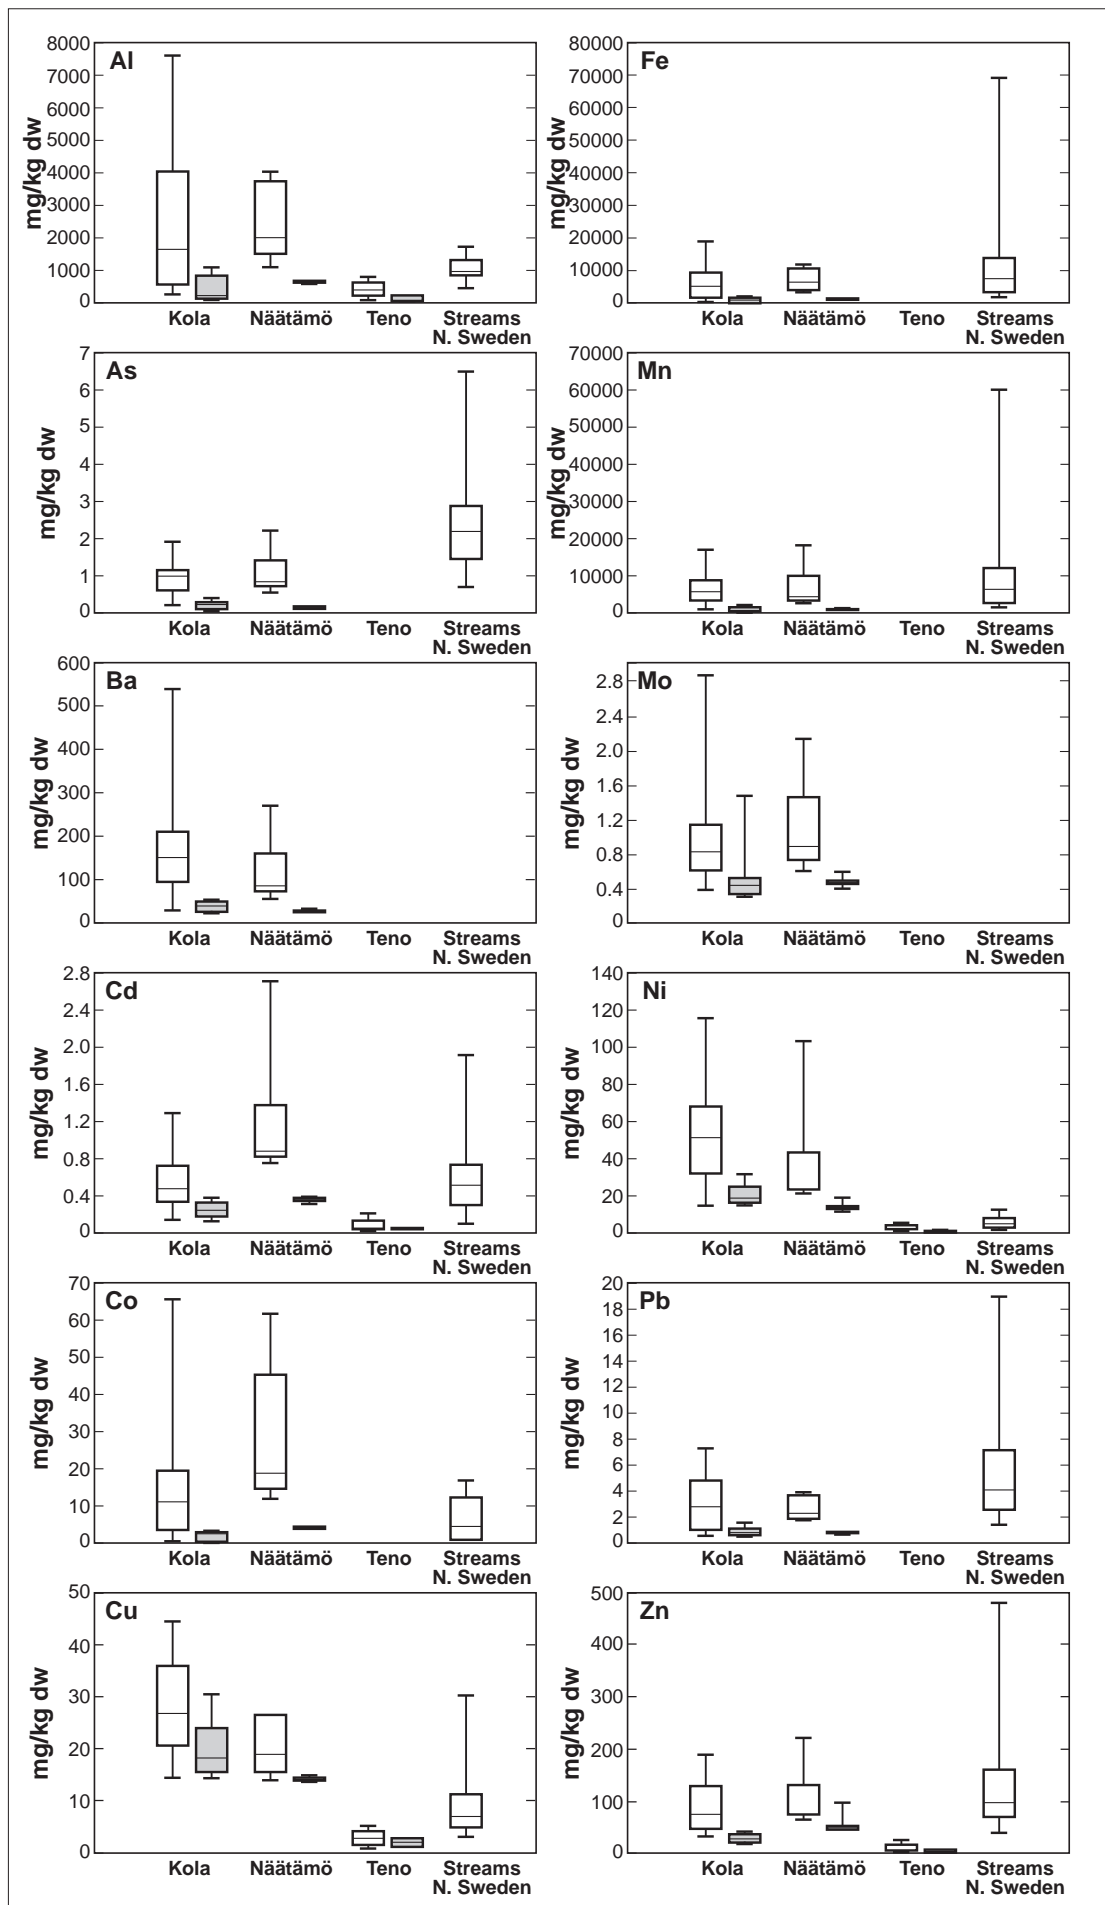 Al
8000
7000
6000
5000
4000
3000
2000
1000
0
mg/kg dw
Kola Näätämö Teno Streams
N. Sweden
Fe
80000
70000
60000
50000
40000
30000
20000
10000
0
mg/kg dw
Kola Näätämö Teno Streams
N. Sweden
As
7
6
5
4
3
2
1
0
mg/kg dw
Kola Näätämö Teno Streams
N. Sweden
Mn
70000
60000
50000
40000
30000
20000
10000
0
mg/kg dw
Kola Näätämö Teno Streams
N. Sweden
Ba
600
500
400
300
200
100
0
mg/kg dw
Kola Näätämö Teno Streams
N. Sweden
Mo
2.8
2.4
2.0
1.6
1.2
0.8
0.4
0
mg/kg dw
Kola Näätämö Teno Streams
N. Sweden
Cd
2.8
2.4
2.0
1.6
1.2
0.8
0.4
0
mg/kg dw
Kola Näätämö Teno Streams
N. Sweden
Ni
140
120
100
80
60
40
20
0
mg/kg dw
Kola Näätämö Teno Streams
N. Sweden
Co
70
60
50
40
30
20
10
0
mg/kg dw
Kola Näätämö Teno Streams
N. Sweden
Pb
20
18
16
14
12
10
8
6
4
2
0
mg/kg dw
Kola Näätämö Teno Streams
N. Sweden
Cu
50
40
30
20
10
0
mg/kg dw
Kola Näätämö Teno Streams
N. Sweden
Zn
500
400
300
200
100
0
mg/kg dw
Kola Näätämö Teno Streams
N. Sweden